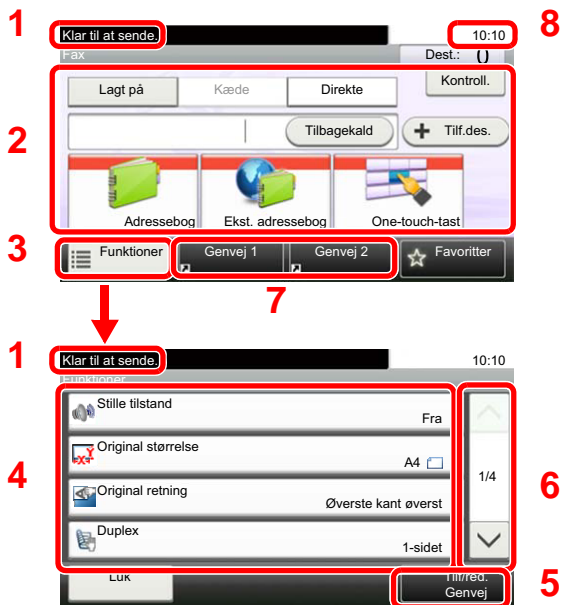 1
Klar til at sende.
10:10
8
Fax
Dest.:
Lagt på
Kæde
Direkte
Kontroll.
2
Tilbagekald
Tilf.des.
Adressebog
Ekst. adressebog
One-touch-tast
3
Funktioner
Genvej 1
Genvej 2
Favoritter
7
1
Klar til at sende.
10:10
Funktioner
Stille tilstand
Fra
Original størrelse
A4
4
1/4
6
Original retning
Øverste kant øverst
Duplex
1-sidet
Luk
Tilf/red.
Genvej
5